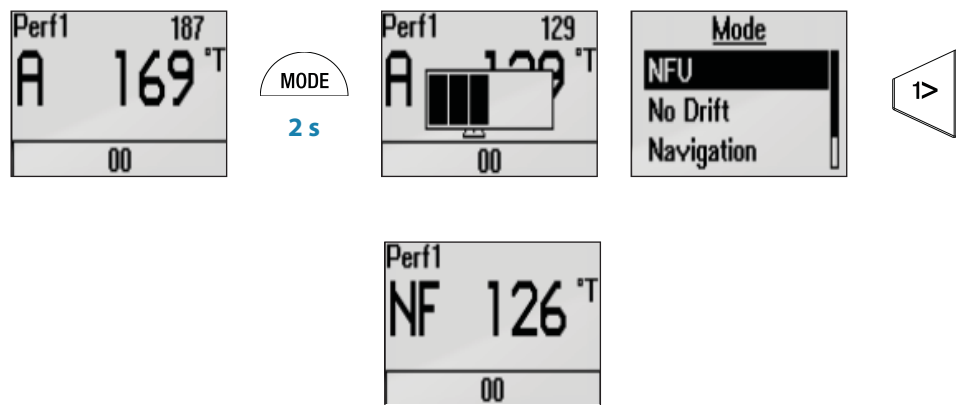 Perf1 187
A 169 °T
00
MODE
2 s
Perf1 129
A 129 °T
00
Mode
NFU
No Drift
Navigation
1>
Perf1
NF 126 °T
00